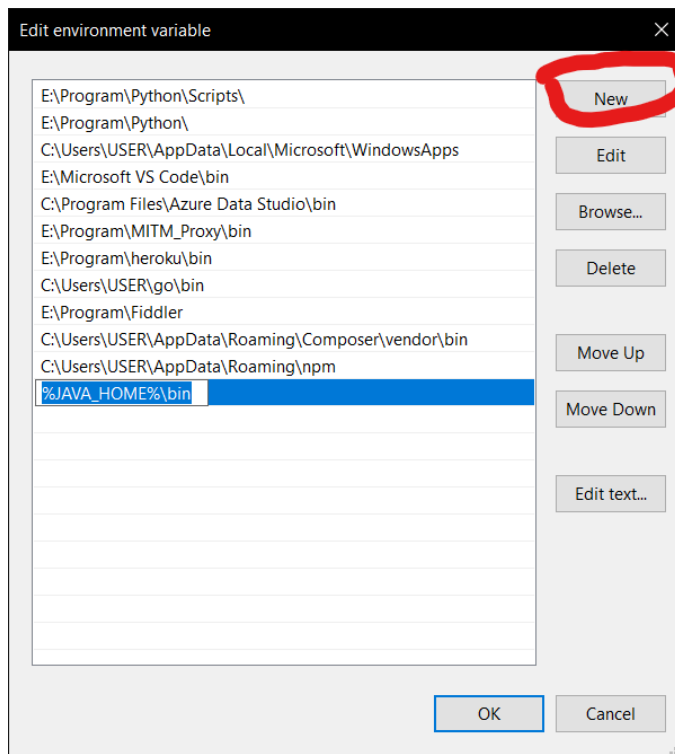 Edit environment variable
E:\Program\Python\Scripts\
E:\Program\Python\
C:\Users\USER\AppData\Local\Microsoft\WindowsApps
E:\Microsoft VS Code\bin
C:\Program Files\Azure Data Studio\bin
E:\Program\MITM_Proxy\bin
E:\Program\heroku\bin
C:\Users\USER\go\bin
E:\Program\Fiddler
C:\Users\USER\AppData\Roaming\Composer\vendor\bin
C:\Users\USER\AppData\Roaming\npm
%JAVA_HOME%\bin
New
Edit
Browse...
Delete
Move Up
Move Down
Edit text...
OK
Cancel